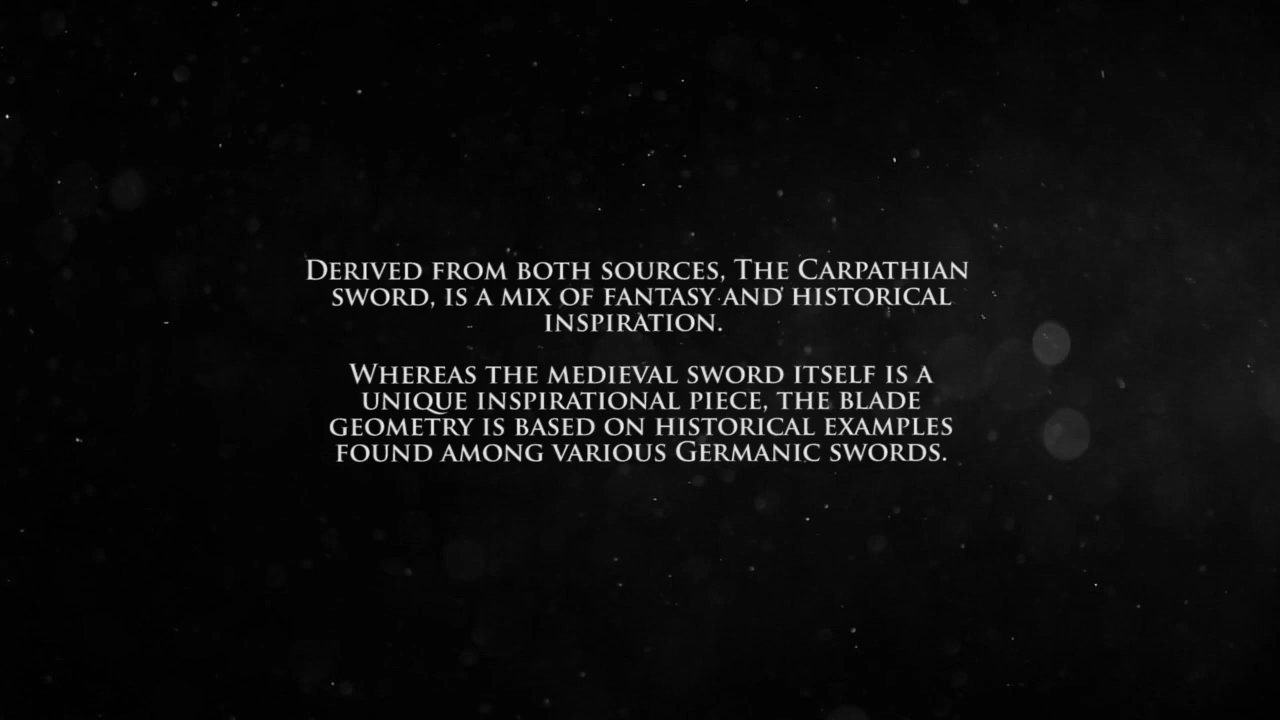 Derived from both sources, The Carpathian
sword, is a mix of fantasy and historical
inspiration.
Whereas the medieval sword itself is a
unique inspirational piece, the blade
geometry is based on historical examples
found among various Germanic swords.